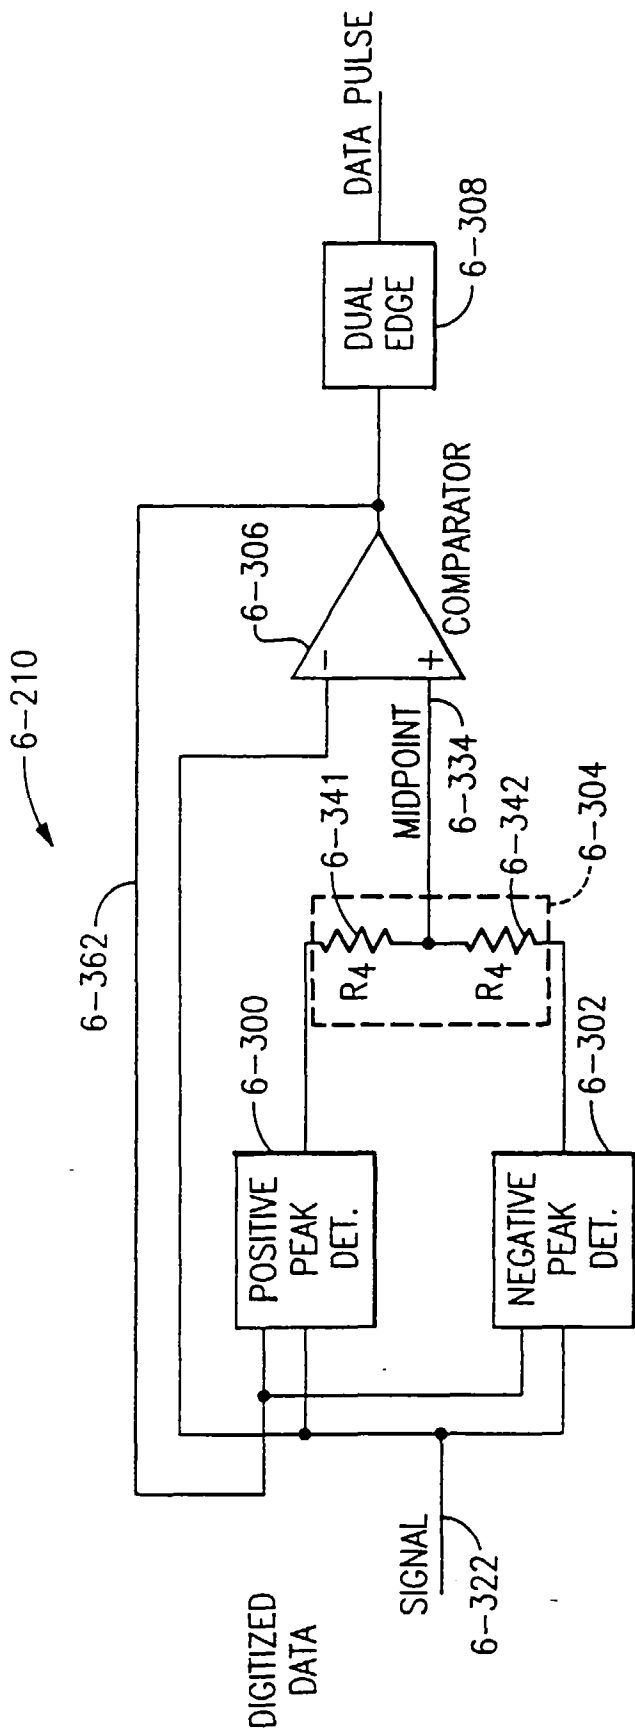 6-210
6-362
6-300
POSITIVE
PEAK
DET.
6-341
R4
MIDPOINT
6-334
R4
6-342
6-304
6-306
-
+
COMPARATOR
DUAL
EDGE
6-308
DATA PULSE
DIGITIZED
DATA
SIGNAL
6-322
NEGATIVE
PEAK
DET.
6-302